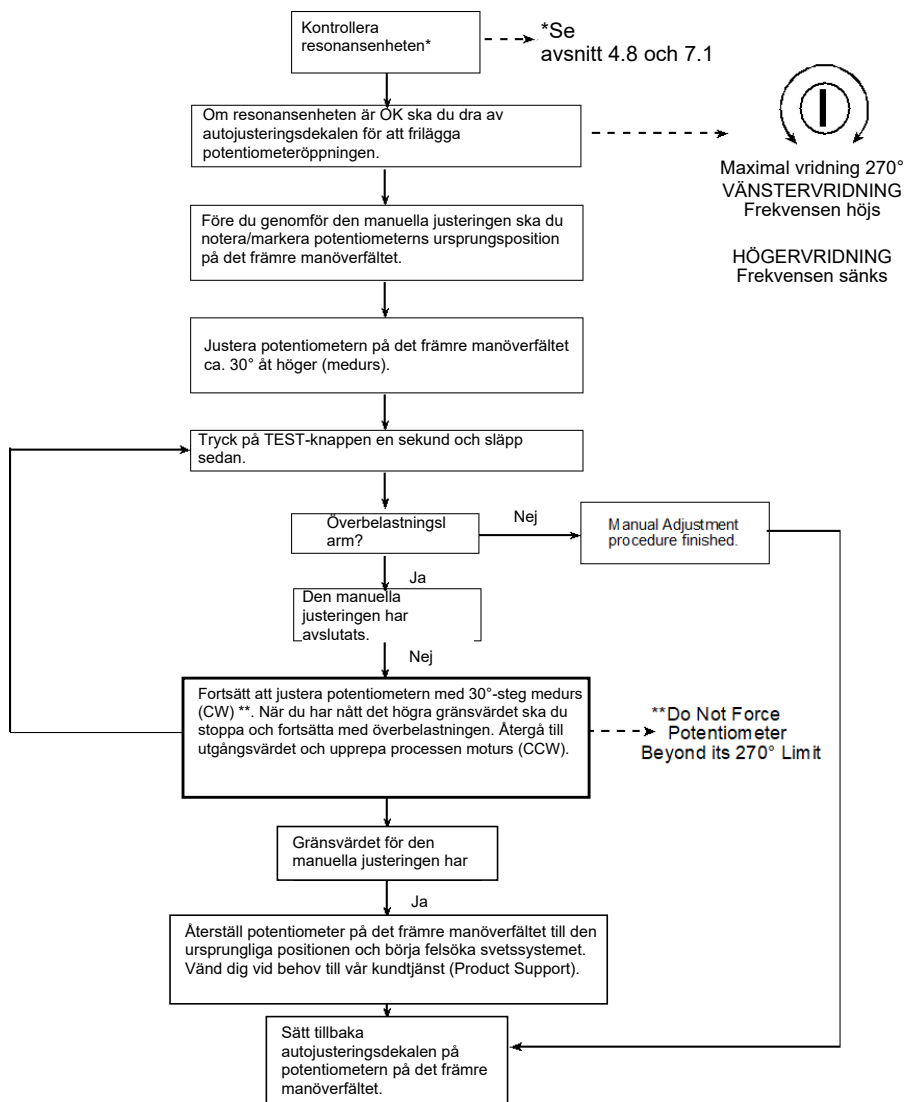 Kontrollera
resonansenheten*
*Se
avsnitt 4.8 och 7.1
Om resonansenheten är OK ska du dra av
autojusteringsdekalen för att frilägga
potentiometeröppningen.
Maximal vridning 270°
VÄNSTERVRIDNING
Frekvensen höjs
HÖGERVRIDNING
Frekvensen sänks
Före du genomför den manuella justeringen ska du
notera/markera potentiometerns ursprungsposition
på det främre manöverfältet.
Justera potentiometern på det främre manöverfältet
ca. 30° åt höger (medurs).
Tryck på TEST-knappen en sekund och släpp
sedan.
Överbelastningsl
arm?
Nej
Manual Adjustment
procedure finished.
Ja
Den manuella
justeringen har
avslutats.
Nej
Fortsätt att justera potentiometern med 30°-steg medurs
(CW) **. När du har nått det högra gränsvärdet ska du
stoppa och fortsätta med överbelastningen. Återgå till
utgångsvärdet och upprepa processen moturs (CCW).
**Do Not Force
Potentiometer
Beyond its 270° Limit
Gränsvärdet för den
manuella justeringen har
Ja
Återställ potentiometer på det främre manöverfältet till den
ursprungliga positionen och börja felsöka svetssystemet.
Vänd dig vid behov till vår kundtjänst (Product Support).
Sätt tillbaka
autojusteringsdekalen på
potentiometern på det främre
manöverfältet.